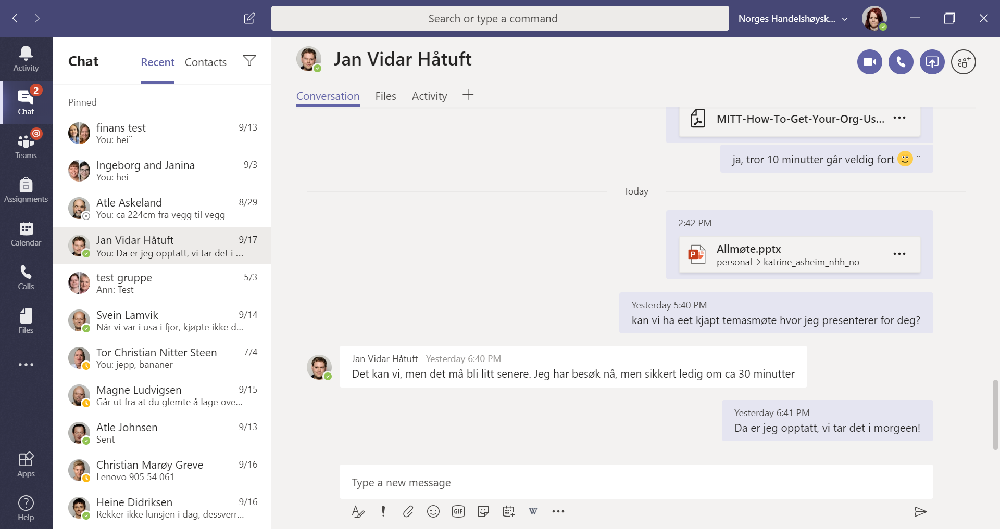 Search or type a command
Norges Handelshøysk...
Activity
2
Chat
@
Teams
Assignments
Calendar
Calls
Files
Apps
?
Help
Chat
Recent
Contacts
Pinned
finans test
9/13
You: hei¨
Ingeborg and Janina
9/3
You: hei
Atle Askeland
8/29
You: ca 224cm fra vegg til vegg
Jan Vidar Håtuft
9/17
You: Da er jeg opptatt, vi tar det i ...
test gruppe
5/3
Ann: Test
Svein Lamvik
9/14
Når vi var i usa i fjor, kjøpte ikke d...
Tor Christian Nitter Steen
7/4
You: jepp, bananer=
Magne Ludvigsen
9/15
Går ut fra at du glemte å lage ove...
Atle Johnsen
9/13
Sent
Christian Marøy Greve
9/16
Lenovo 905 54 061
Heine Didriksen
9/16
Rekker ikke lunsjen i dag, dessverr...
Jan Vidar Håtuft
Conversation
Files
Activity
MITT-How-To-Get-Your-Org-Us...
ja, tror 10 minutter går veldig fort 🙂 ¨
Today
2:42 PM
P
Allmøte.pptx
personal > katrine_asheim_nhh_no
Yesterday 5:40 PM
kan vi ha eet kjapt temasmøte hvor jeg presenterer for deg?
Jan Vidar Håtuft Yesterday 6:40 PM
Det kan vi, men det må bli litt senere. Jeg har besøk nå, men sikkert ledig om ca 30 minutter
Yesterday 6:41 PM
Da er jeg opptatt, vi tar det i morgeen!
Type a new message
GIF
W